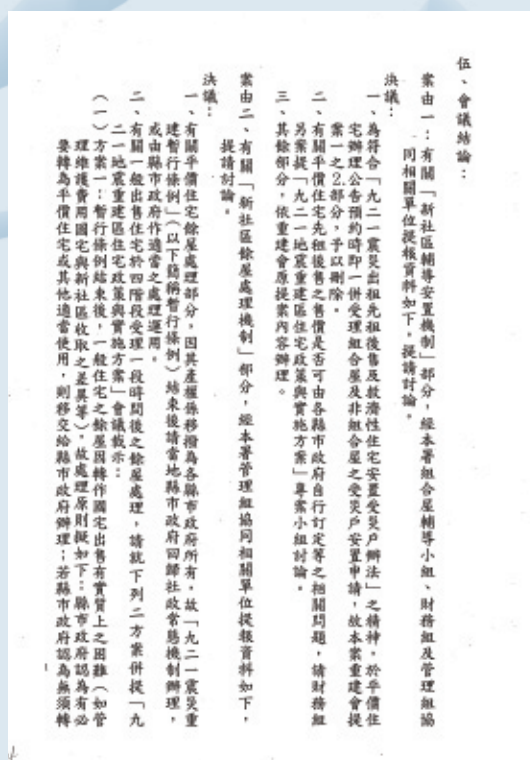 伍、會議結論：
案由一：有關「新社區輔導安置機制」部分，經本署組合屋輔導小組、財務組及管理組協
同相關單位提報資料如下，提請討論。
決議：
一、為符合「九二一震災出租先租後售及救濟性住宅安置受災戶辦法」之精神，於平價住
宅辦理公告預約時即一併受理組合屋及非組合屋之受災戶安置申請，故本案重建會提
案一之2部分，予以刪除。
二、有關平價住宅先租後售之售價是否可由各縣市政府自行訂定等之相關問題，請財務組
另案提「九二一地震重建區住宅政策與實施方案」專案小組討論。
三、其餘部分，依重建會原提案內容辦理。
案由二、有關「新社區餘屋處理機制」部分，經本署管理組協同相關單位提報資料如下，
提請討論。
決議：
一、有關平價住宅餘屋處理部分，因其產權係移撥為各縣市政府所有，故「九二一震災重
建暫行條例」（以下簡稱暫行條例）結束後請當地縣市政府回歸社政常態機制辦理，
或由縣市政府作適當之處理運用。
二、有關一般出售住宅於四階段受理一段時間後之餘屋處理，請就下列二方案併提「九
二一地震重建區住宅政策與實施方案」會議裁示：
（一）方案一：暫行條例結束後，一般住宅之餘屋因轉作國宅出售有實質上之困難（如管
理維護費用國宅與新社區收取之差異等），故處理原則擬如下：縣市政府認為有必
要轉為平價住宅或其他適當使用，則移交給縣市政府辦理；若縣市政府認為無須轉